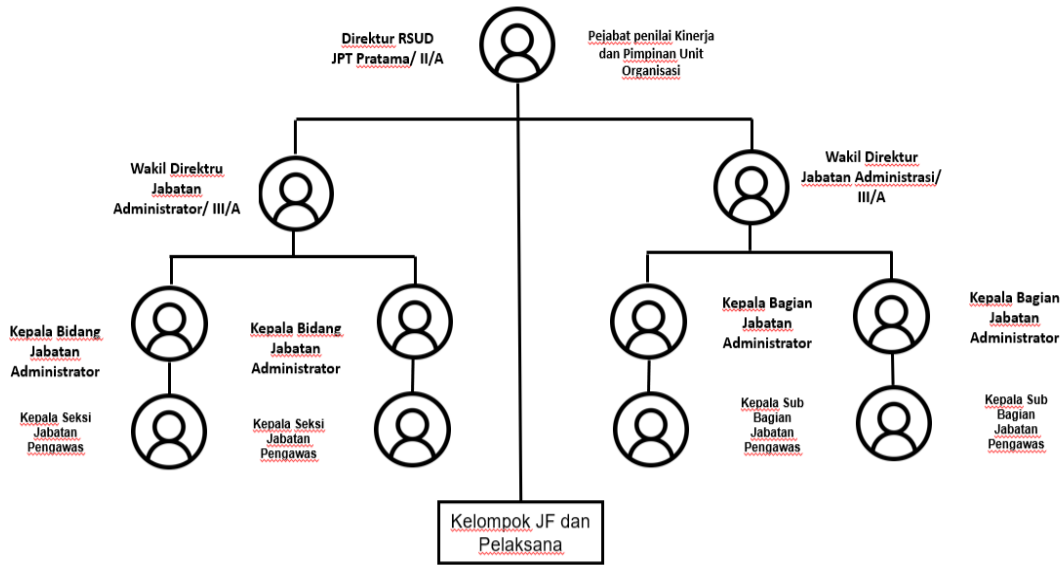 Direktur RSUD
JPT Pratama/ II/A
Pejabat penilai Kinerja
dan Pimpinan Unit
Organisasi
Wakil Direktru
Jabatan
Administrator/ III/A
Wakil Direktur
Jabatan Administrasi/
III/A
Kepala Bidang
Jabatan
Administrator
Kepala Bidang
Jabatan
Administrator
Kepala Bagian
Jabatan
Administrator
Kepala Bagian
Jabatan
Administrator
Kepala Seksi
Jabatan
Pengawas
Kepala Seksi
Jabatan
Pengawas
Kepala Sub
Bagian
Jabatan
Pengawas
Kepala Sub
Bagian
Jabatan
Pengawas
Kelompok JF dan
Pelaksana